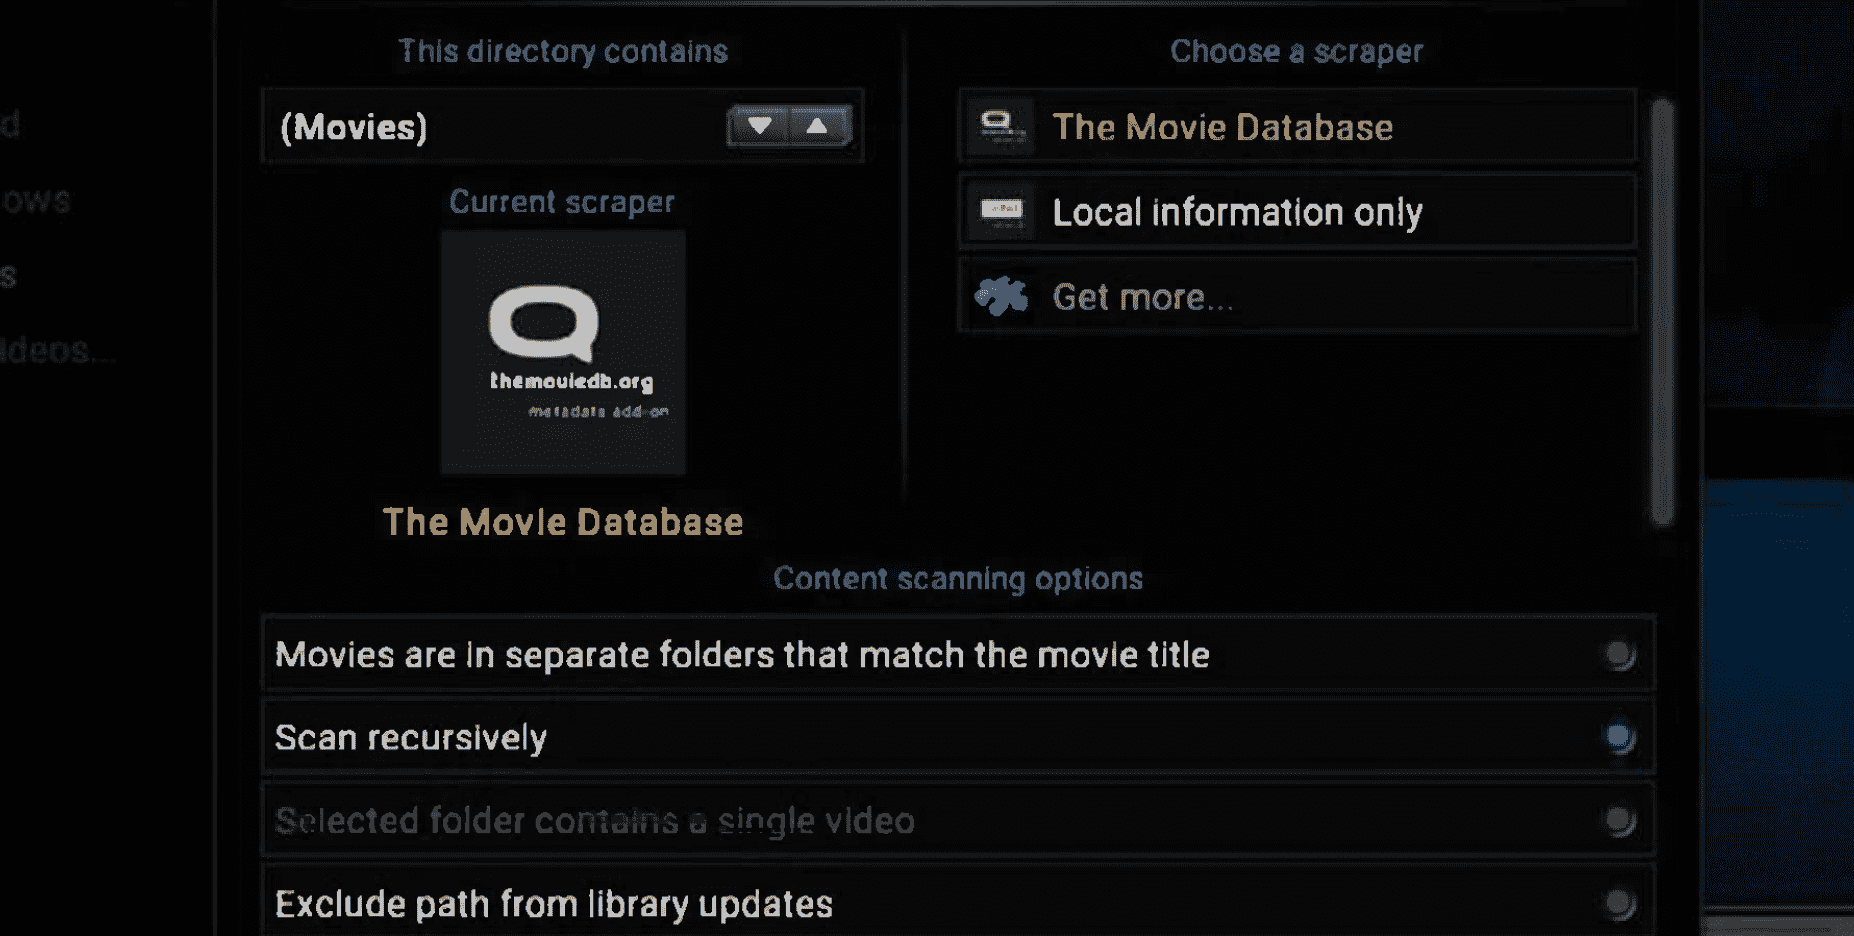 This directory contains
(Movies)
Current scraper
themoviedb.org
metadata add-on
The Movie Database
Choose a scraper
The Movie Database
Local information only
Get more...
Content scanning options
Movies are in separate folders that match the movie title
Scan recursively
Selected folder contains a single video
Exclude path from library updates
d
ows
s
ideos...